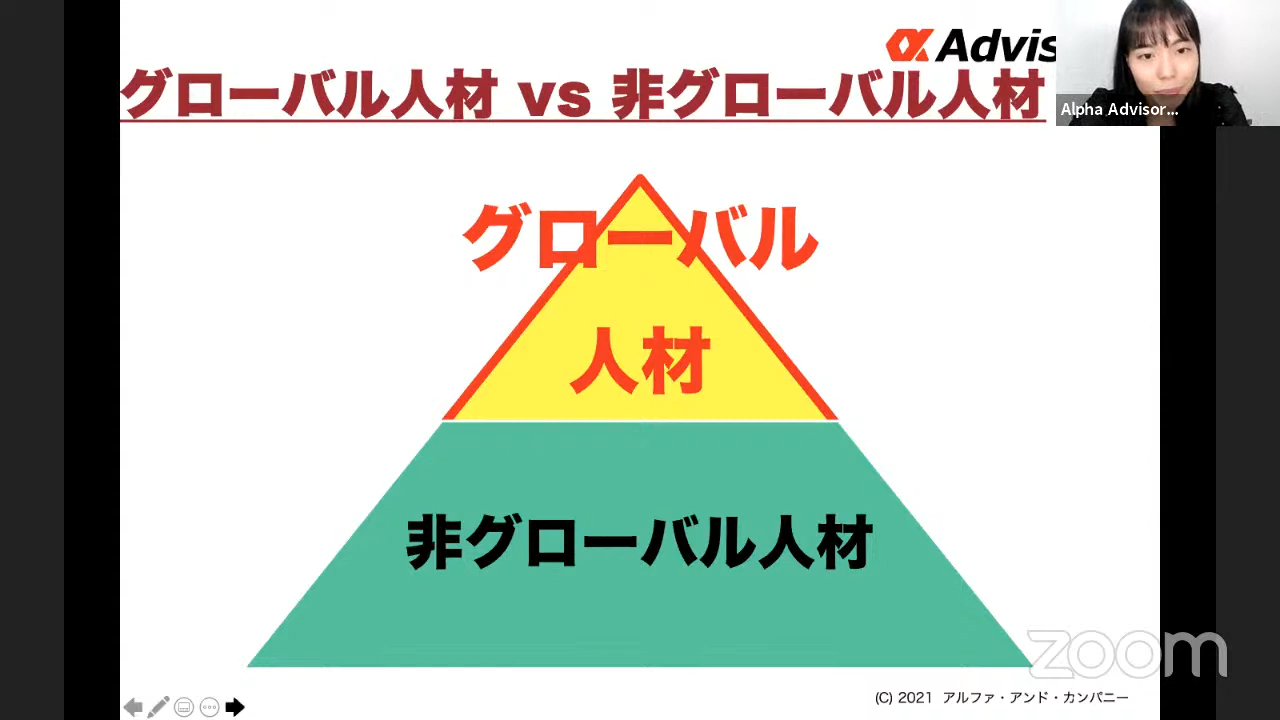 Advis
グローバル人材 vs 非グローバル人材
Alpha Advisor...
グローバル
人材
非グローバル人材
zoom
(C) 2021 アルファ・アンド・カンパニー